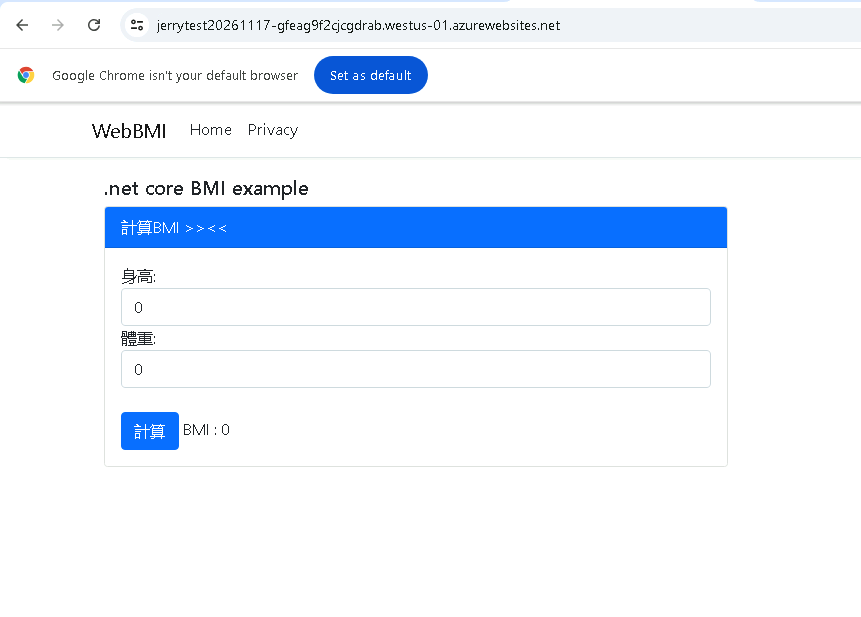 jerrytest20261117-gfeag9f2cjcgdrab.westus-01.azurewebsites.net
Google Chrome isn't your default browser Set as default
WebBMI Home Privacy
.net core BMI example
計算BMI >><<
身高:
0
體重:
0
計算 BMI : 0